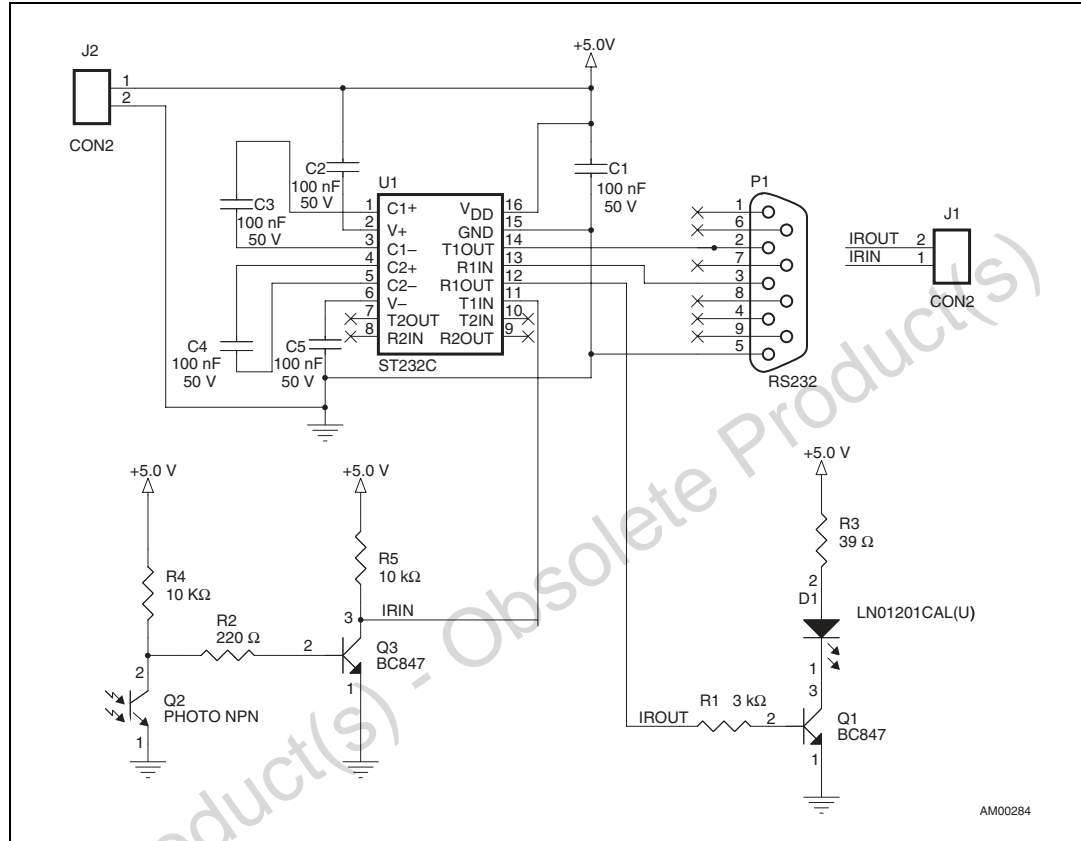 J2
1
2
CON2
+5.0V
C2
100 nF
50 V
C3
100 nF
50 V
C1
100 nF
50 V
U1
1 C1+ VDD 16
2 V+ GND 15
3 C1– T1OUT 14
4 C2+ R1IN 13
5 C2– R1OUT 12
6 V– T1IN 11
7 T2OUT T2IN 10
8 R2IN R2OUT 9
ST232C
C4
100 nF
50 V
C5
100 nF
50 V
P1
1
6
2
7
3
8
4
9
5
RS232
J1
IROUT 2
IRIN 1
CON2
+5.0 V
R4
10 KΩ
R2
220 Ω
2
Q2
PHOTO NPN
1
+5.0 V
R5
10 kΩ
3 IRIN
2
Q3
BC847
1
+5.0 V
R3
39 Ω
2
D1
LN01201CAL(U)
1
3
IROUT
R1 3 kΩ
2
Q1
BC847
1
AM00284
oduct(s) - Obsolete Product(s)